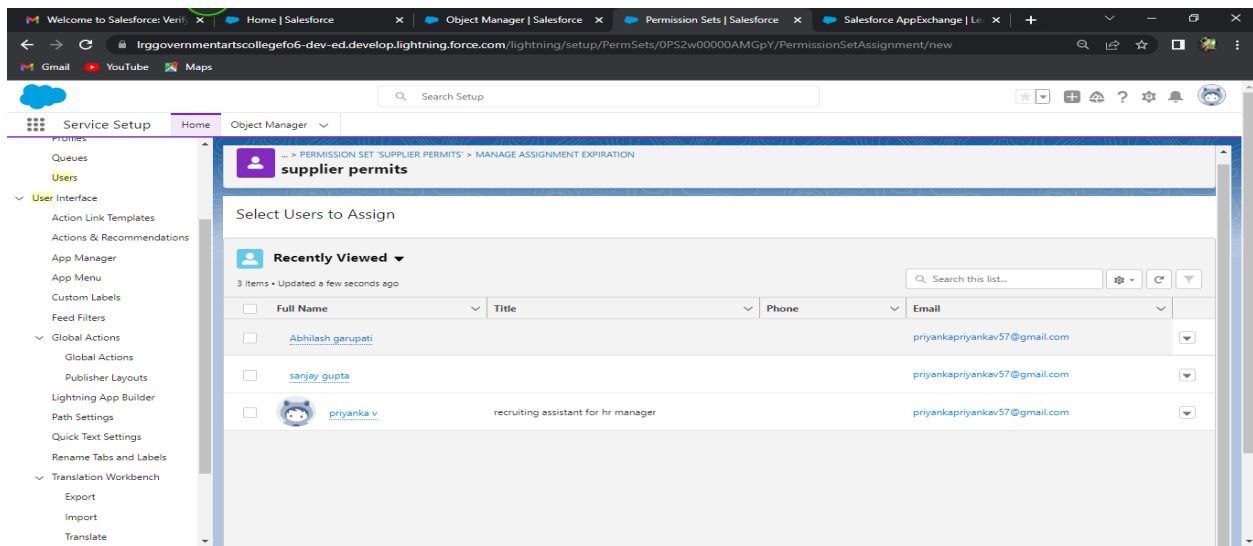 Welcome to Salesforce: Verify
Home | Salesforce
Object Manager | Salesforce
Permission Sets | Salesforce
Salesforce AppExchange | Lea
lrggovernmentartscollegefo6-dev-ed.develop.lightning.force.com/lightning/setup/PermSets/0PS2w00000AMGpY/PermissionSetAssignment/new
Gmail YouTube Maps
Search Setup
Service Setup Home Object Manager
Profiles
Queues
Users
User Interface
Action Link Templates
Actions & Recommendations
App Manager
App Menu
Custom Labels
Feed Filters
Global Actions
Global Actions
Publisher Layouts
Lightning App Builder
Path Settings
Quick Text Settings
Rename Tabs and Labels
Translation Workbench
Export
Import
Translate
... > PERMISSION SET 'SUPPLIER PERMITS' > MANAGE ASSIGNMENT EXPIRATION
supplier permits
Select Users to Assign
Recently Viewed
3 items • Updated a few seconds ago
Search this list...
Full Name Title Phone Email
Abhilash garupati priyankapriyankav57@gmail.com
sanjay gupta priyankapriyankav57@gmail.com
priyanka v recruiting assistant for hr manager priyankapriyankav57@gmail.com